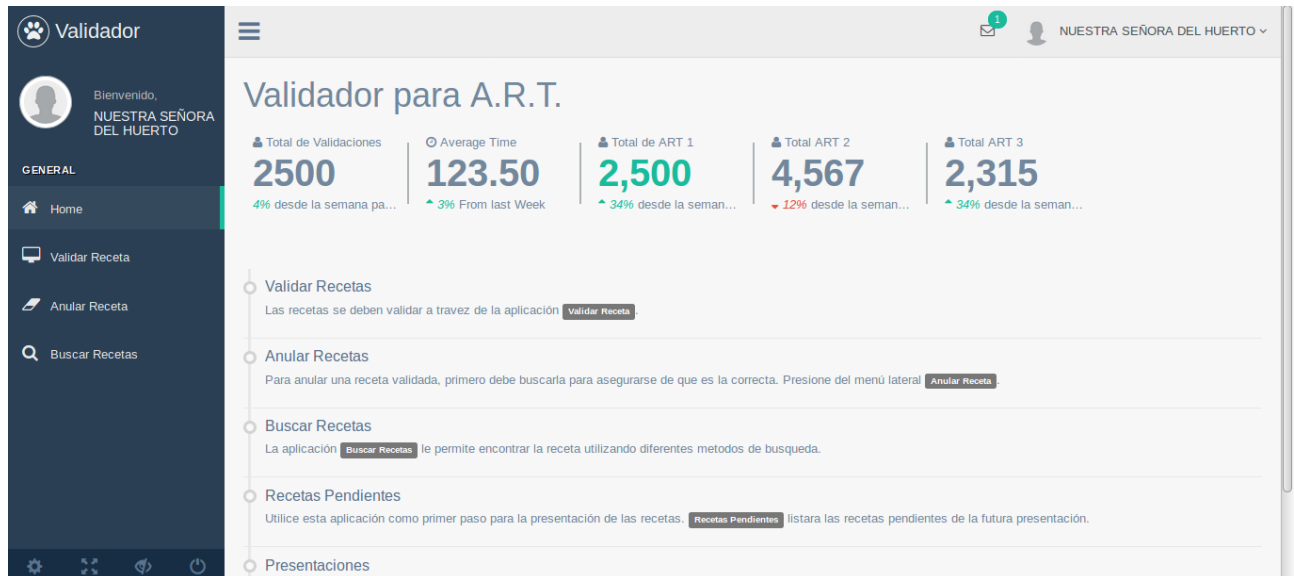 Validador
1
NUESTRA SEÑORA DEL HUERTO
Bienvenido,
NUESTRA SEÑORA
DEL HUERTO
GENERAL
Home
Validar Receta
Anular Receta
Buscar Recetas
Validador para A.R.T.
Total de Validaciones
2500
4% desde la semana pa...
Average Time
123.50
3% From last Week
Total de ART 1
2,500
34% desde la seman...
Total ART 2
4,567
12% desde la seman...
Total ART 3
2,315
34% desde la seman...
Validar Recetas
Las recetas se deben validar a travez de la aplicación Validar Receta.
Anular Recetas
Para anular una receta validada, primero debe buscarla para asegurarse de que es la correcta. Presione del menú lateral Anular Receta.
Buscar Recetas
La aplicación Buscar Recetas le permite encontrar la receta utilizando diferentes metodos de busqueda.
Recetas Pendientes
Utilice esta aplicación como primer paso para la presentación de las recetas. Recetas Pendientes listara las recetas pendientes de la futura presentación.
Presentaciones